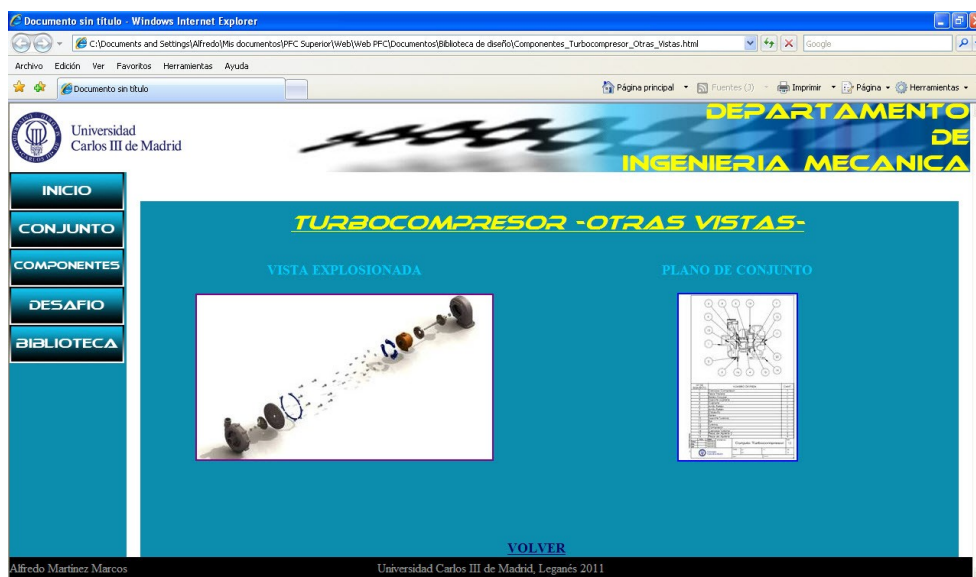 Documento sin título - Windows Internet Explorer
C:\Documents and Settings\Alfredo\Mis documentos\PFC Superior\Web\Web PFC\Documentos\Biblioteca de diseño\Componentes_Turbocompresor_Otras_Vistas.html
Google
Archivo Edición Ver Favoritos Herramientas Ayuda
Documento sin título
Página principal Fuentes (J) Imprimir Página Herramientas
Universidad
Carlos III de Madrid
DEPARTAMENTO
DE
INGENIERIA MECANICA
INICIO
CONJUNTO
COMPONENTES
DESAFIO
BIBLIOTECA
TURBOCOMPRESOR -OTRAS VISTAS-
VISTA EXPLOSIONADA
PLANO DE CONJUNTO
Conjunto Turbocompresor
VOLVER
Alfredo Martinez Marcos
Universidad Carlos III de Madrid, Leganés 2011